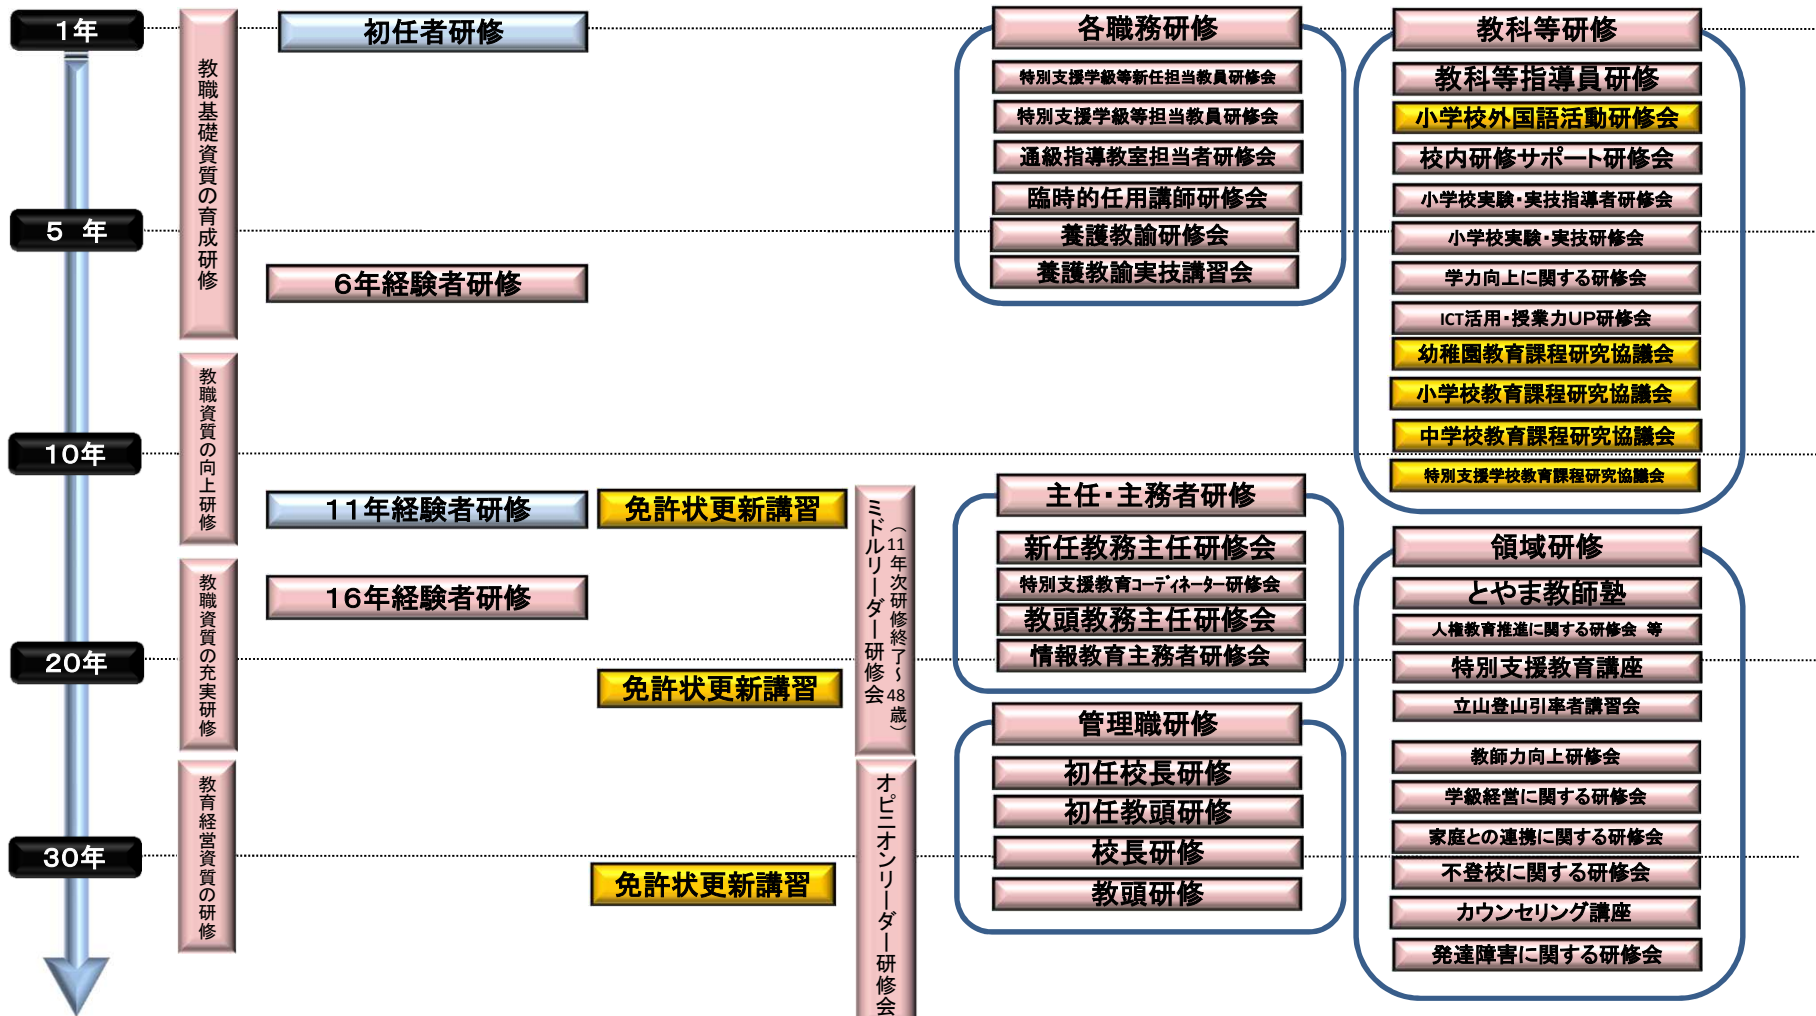 1年
5 年
10年
20年
30年
教職基礎資質の育成研修
教職資質の向上研修
教職資質の充実研修
教育経営資質の研修
初任者研修
6年経験者研修
11年経験者研修
16年経験者研修
免許状更新講習
免許状更新講習
免許状更新講習
ミドルリーダー研修会
（11年次研修終了～48歳）
オピニオンリーダー研修会
各職務研修
特別支援学級等新任担当教員研修会
特別支援学級等担当教員研修会
通級指導教室担当者研修会
臨時的任用講師研修会
養護教諭研修会
養護教諭実技講習会
主任・主務者研修
新任教務主任研修会
特別支援教育ｺｰﾃﾞｨﾈｰﾀｰ研修会
教頭教務主任研修会
情報教育主務者研修会
管理職研修
初任校長研修
初任教頭研修
校長研修
教頭研修
教科等研修
教科等指導員研修
小学校外国語活動研修会
校内研修サポート研修会
小学校実験・実技指導者研修会
小学校実験・実技研修会
学力向上に関する研修会
ICT活用・授業力UP研修会
幼稚園教育課程研究協議会
小学校教育課程研究協議会
中学校教育課程研究協議会
特別支援学校教育課程研究協議会
領域研修
とやま教師塾
人権教育推進に関する研修会 等
特別支援教育講座
立山登山引率者講習会
教師力向上研修会
学級経営に関する研修会
家庭との連携に関する研修会
不登校に関する研修会
カウンセリング講座
発達障害に関する研修会